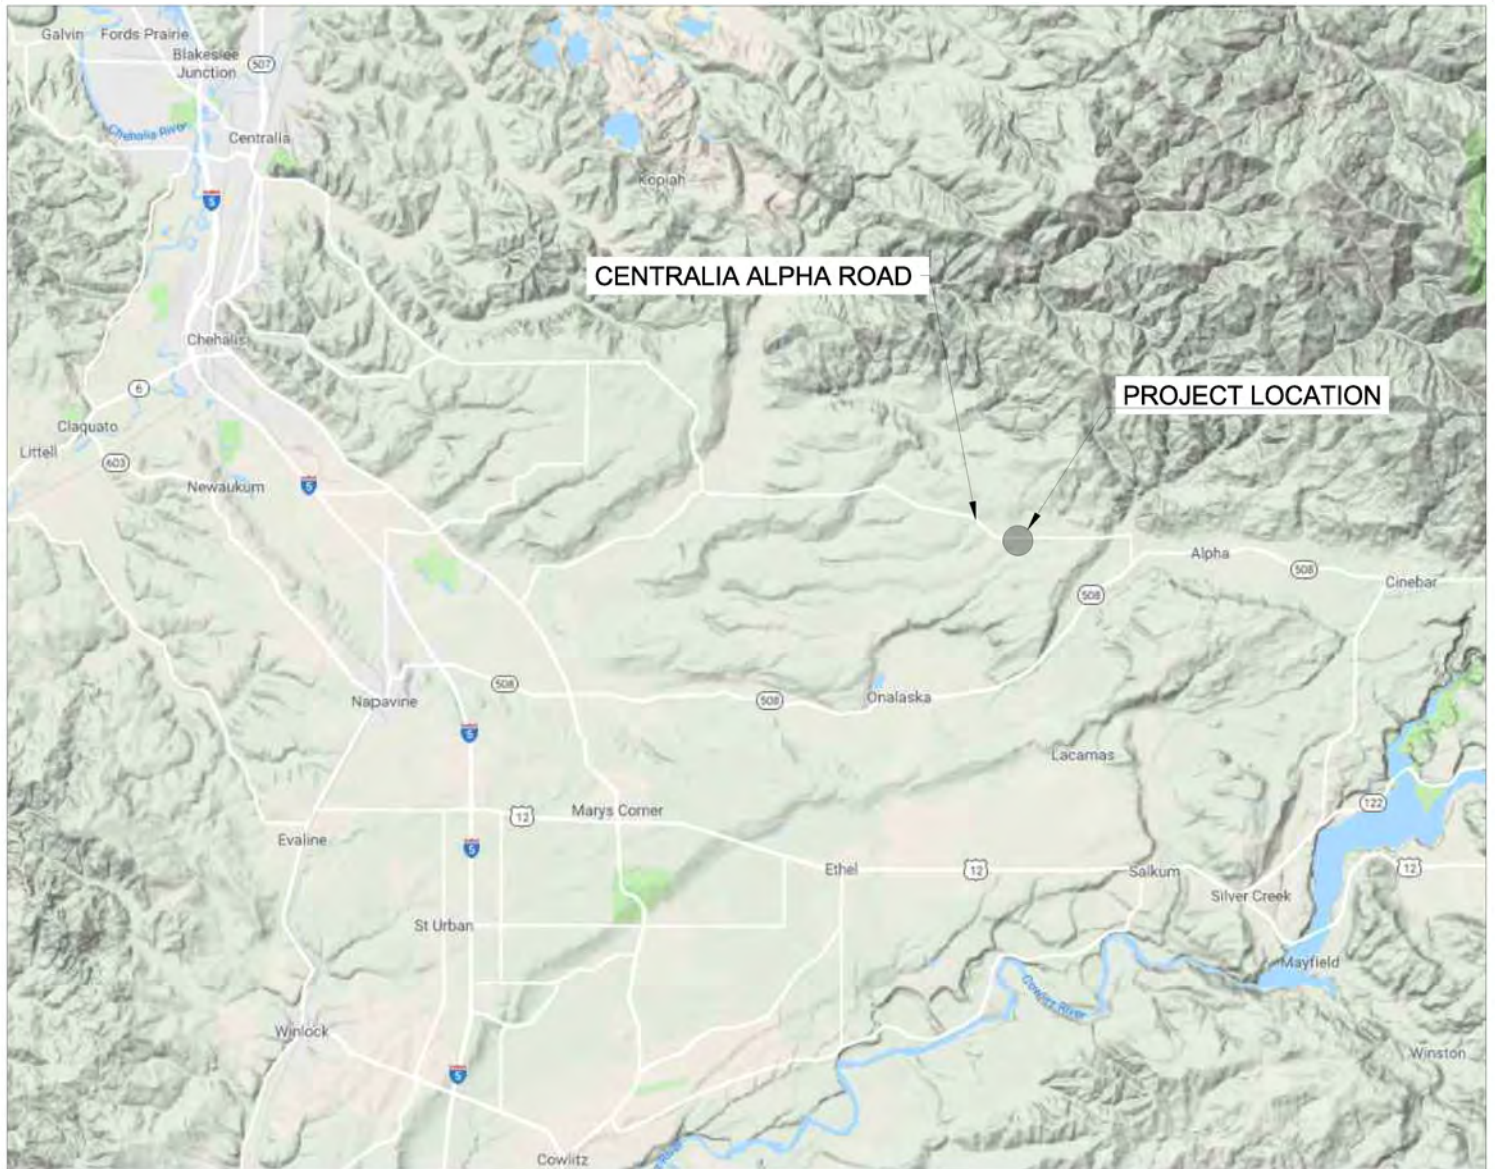 Galvin
Fords Prairie
Blakeslee
Junction
507
Chehalis River
Centralia
5
Kopiah
CENTRALIA ALPHA ROAD
Chehalis
6
PROJECT LOCATION
Claquato
Littell
603
Newaukum
5
Alpha
508
Cinebar
508
508
Napavine
508
Onalaska
5
Lacamas
122
Marys Corner
12
Evaline
5
Ethel
12
Salkum
12
Silver Creek
St Urban
Mayfield
Cowlitz River
Winlock
Winston
5
River
Cowlitz